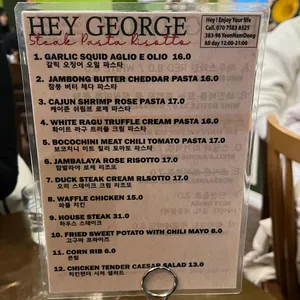 HEY GEORGE
Steak Pasta Risotto
Hey ! Enjoy Your life
Call. 070 7583 8525
383-96 YeonNamDong
All day 12:00-21:00
1. GARLIC SQUID AGLIO E OLIO 16.0
갈릭 오징어 오일 파스타
2. JAMBONG BUTTER CHEDDAR PASTA 16.0
잠봉 버터 체다 파스타
3. CAJUN SHRIMP ROSE PASTA 17.0
케이준 쉬림프 로제 파스타
4. WHITE RAGU TRUFFLE CREAM PASTA 16.0
화이트 라구 트러플 크림 파스타
5. BOCOCHINI MEAT CHILI TOMATO PASTA 17.0
보코치니 미트 칠리 토마토 파스타
6. JAMBALAYA ROSE RISOTTO 17.0
잠발라야 로제 리조또
7. DUCK STEAK CREAM RLSOTTO 17.0
오리 스테이크 크림 리조또
8. WAFFLE CHICKEN 15.0
와플 치킨
9. HOUSE STEAK 31.0
하우스 스테이크
10. FRIED SWEET POTATO WITH CHILI MAYO 8.0
고구마 프라이즈
11. CORN RIB 6.0
콘립
12. CHICKEN TENDER CAESAR SALAD 13.0
치킨텐더 시저 샐러드